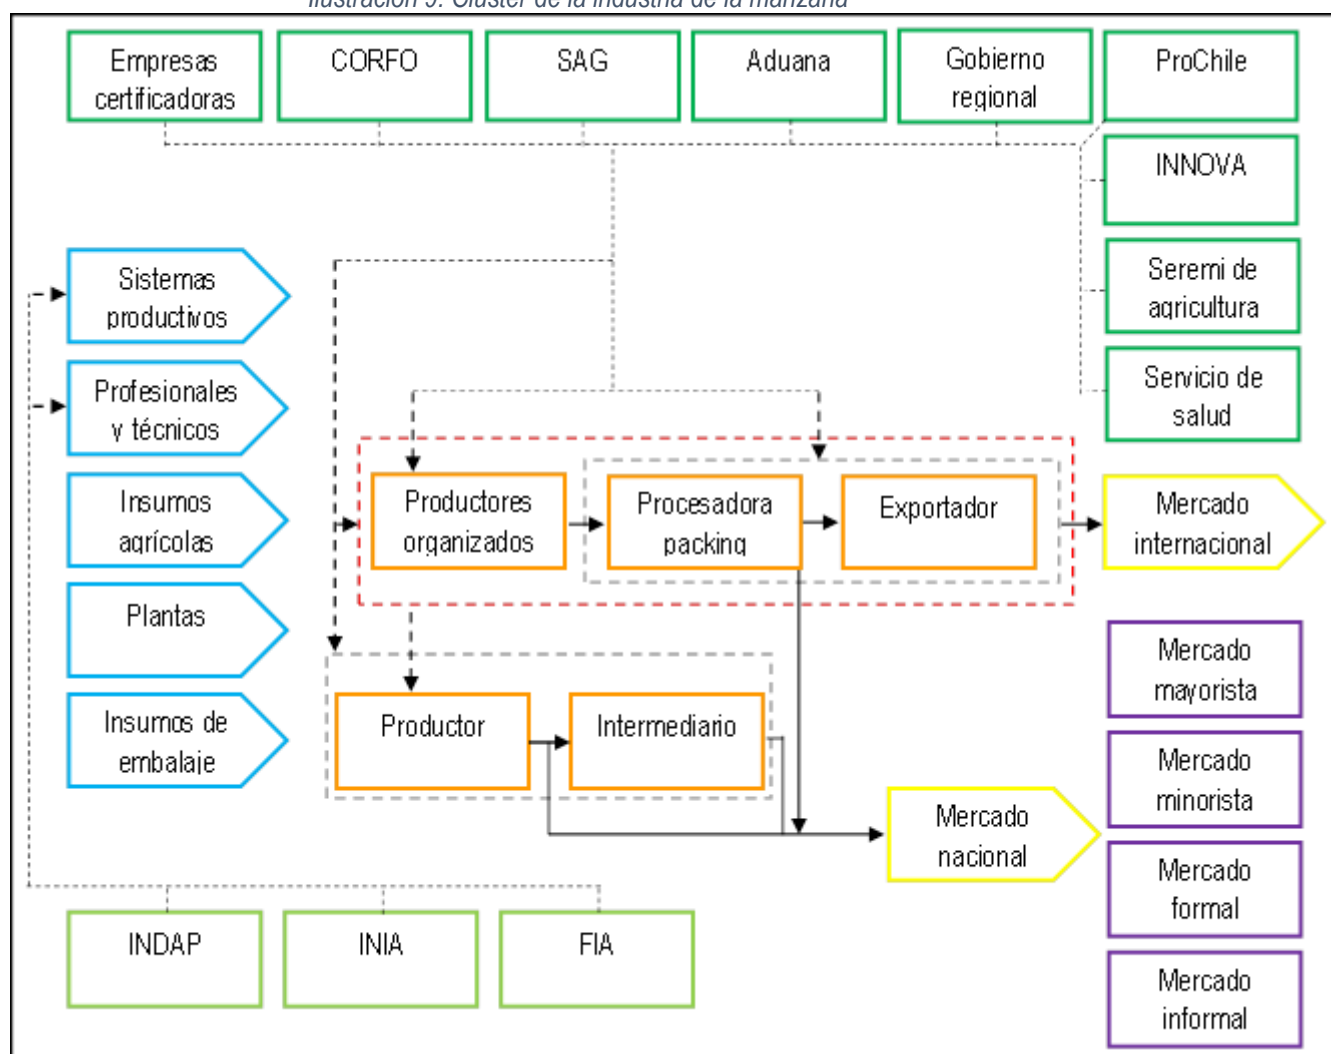 Ilustración 9. Clúster de la industria de la manzana
Empresas
certificadoras
CORFO
SAG
Aduana
Gobierno
regional
ProChile
INNOVA
Seremi de
agricultura
Servicio de
salud
Sistemas
productivos
Profesionales
y técnicos
Insumos
agrícolas
Plantas
Insumos de
embalaje
Productores
organizados
Procesadora
packing
Exportador
Mercado
internacional
Productor
Intermediario
Mercado
nacional
Mercado
mayorista
Mercado
minorista
Mercado
formal
Mercado
informal
INDAP
INIA
FIA